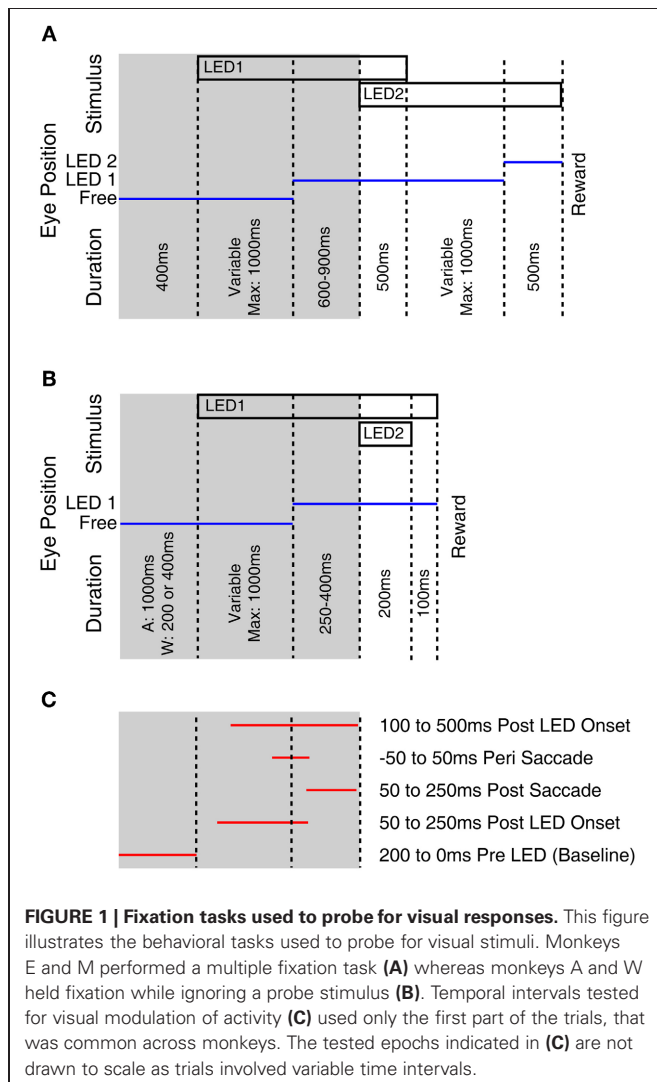 A
Stimulus
LED1
LED2
Eye Position
LED 2
LED 1
Free
Reward
Duration
400ms
Variable
Max: 1000ms
600-900ms
500ms
Variable
Max: 1000ms
500ms
B
Stimulus
LED1
LED2
Eye Position
LED 1
Free
Reward
Duration
A: 1000ms
W: 200 or 400ms
Variable
Max: 1000ms
250-400ms
200ms
100ms
C
100 to 500ms Post LED Onset
-50 to 50ms Peri Saccade
50 to 250ms Post Saccade
50 to 250ms Post LED Onset
200 to 0ms Pre LED (Baseline)
FIGURE 1 | Fixation tasks used to probe for visual responses. This figure
illustrates the behavioral tasks used to probe for visual stimuli. Monkeys
E and M performed a multiple fixation task (A) whereas monkeys A and W
held fixation while ignoring a probe stimulus (B). Temporal intervals tested
for visual modulation of activity (C) used only the first part of the trials, that
was common across monkeys. The tested epochs indicated in (C) are not
drawn to scale as trials involved variable time intervals.